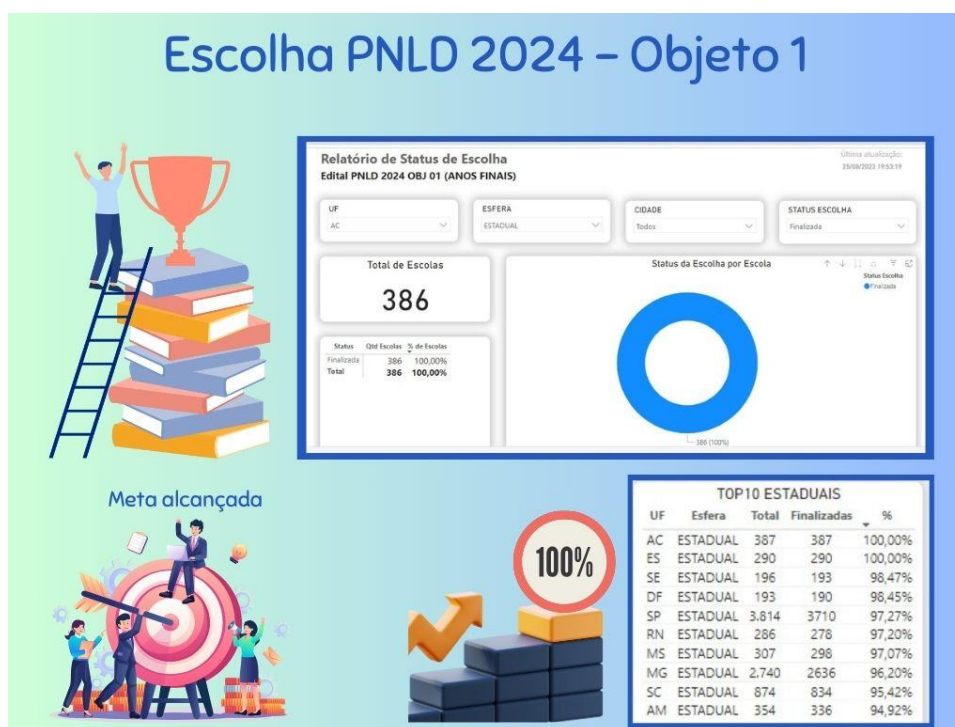 Escolha PNLD 2024 – Objeto 1
Relatório de Status de Escolha
Edital PNLD 2024 OBJ 01 (ANOS FINAIS)
Última atualização:
25/08/2023 19:53:19
UF
AC
ESFERA
ESTADUAL
CIDADE
Todos
STATUS ESCOLHA
Finalizada
Total de Escolas
386
Status Qtd Escolas % de Escolas
Finalizada 386 100,00%
Total 386 100,00%
Status da Escolha por Escola
Status Escolha
Finalizada
386 (100%)
Meta alcançada
100%
TOP10 ESTADUAIS
UF Esfera Total Finalizadas %
AC ESTADUAL 387 387 100,00%
ES ESTADUAL 290 290 100,00%
SE ESTADUAL 196 193 98,47%
DF ESTADUAL 193 190 98,45%
SP ESTADUAL 3.814 3710 97,27%
RN ESTADUAL 286 278 97,20%
MS ESTADUAL 307 298 97,07%
MG ESTADUAL 2.740 2636 96,20%
SC ESTADUAL 874 834 95,42%
AM ESTADUAL 354 336 94,92%